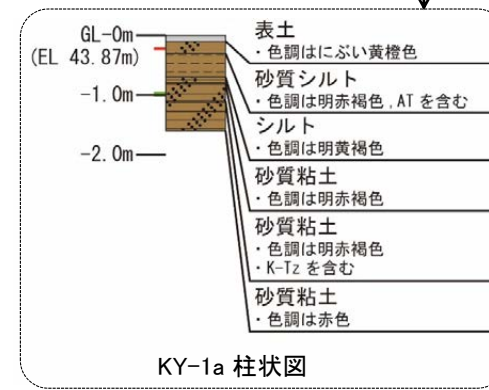 GL-0m
(EL 43.87m)
-1.0m
-2.0m
表土
・色調はにぶい黄橙色
砂質シルト
・色調は明赤褐色,ATを含む
シルト
・色調は明黄褐色
砂質粘土
・色調は明赤褐色
砂質粘土
・色調は明赤褐色
・K-Tzを含む
砂質粘土
・色調は赤色
KY-1a 柱状図